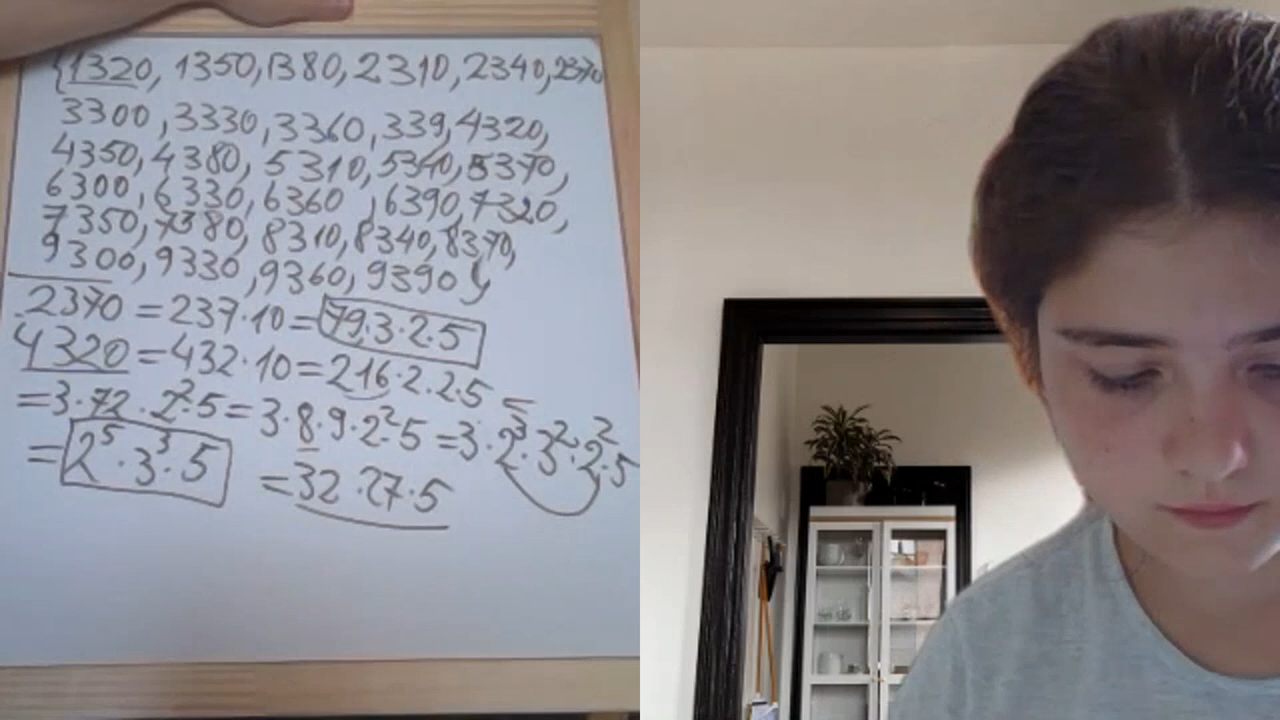 {1320, 1350, 1380, 2310, 2340, 2370
3300, 3330, 3360, 339, 4320,
4350, 4380, 5310, 5340, 5370,
6300, 6330, 6360, 6390, 7320,
7350, 7380, 8310, 8340, 8370,
9300, 9330, 9360, 9390}
2370 = 237·10 = 79·3·2·5
4320 = 432·10 = 216·2·2·5 =
= 3·72·2²·5 = 3·8·9·2²·5 = 3·2³·3²·2²·5
= 2⁵·3³·5 = 32·27·5